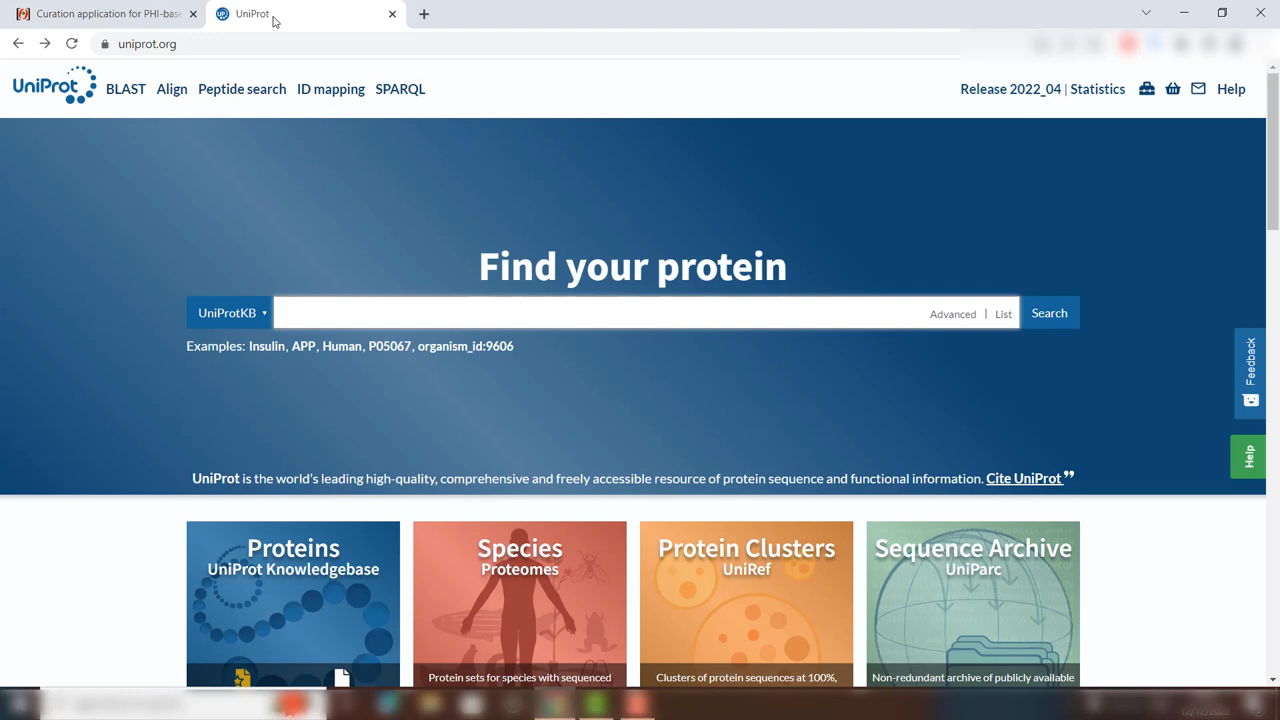 Curation application for PHI-base
UniProt
uniprot.org
UniProt BLAST Align Peptide search ID mapping SPARQL
Release 2022_04 | Statistics Help
Find your protein
UniProtKB Advanced | List Search
Examples: Insulin, APP, Human, P05067, organism_id:9606
Feedback
Help
UniProt is the world's leading high-quality, comprehensive and freely accessible resource of protein sequence and functional information. Cite UniProt
Proteins
UniProt Knowledgebase
Species
Proteomes
Protein sets for species with sequenced
Protein Clusters
UniRef
Clusters of protein sequences at 100%,
Sequence Archive
UniParc
Non-redundant archive of publicly available